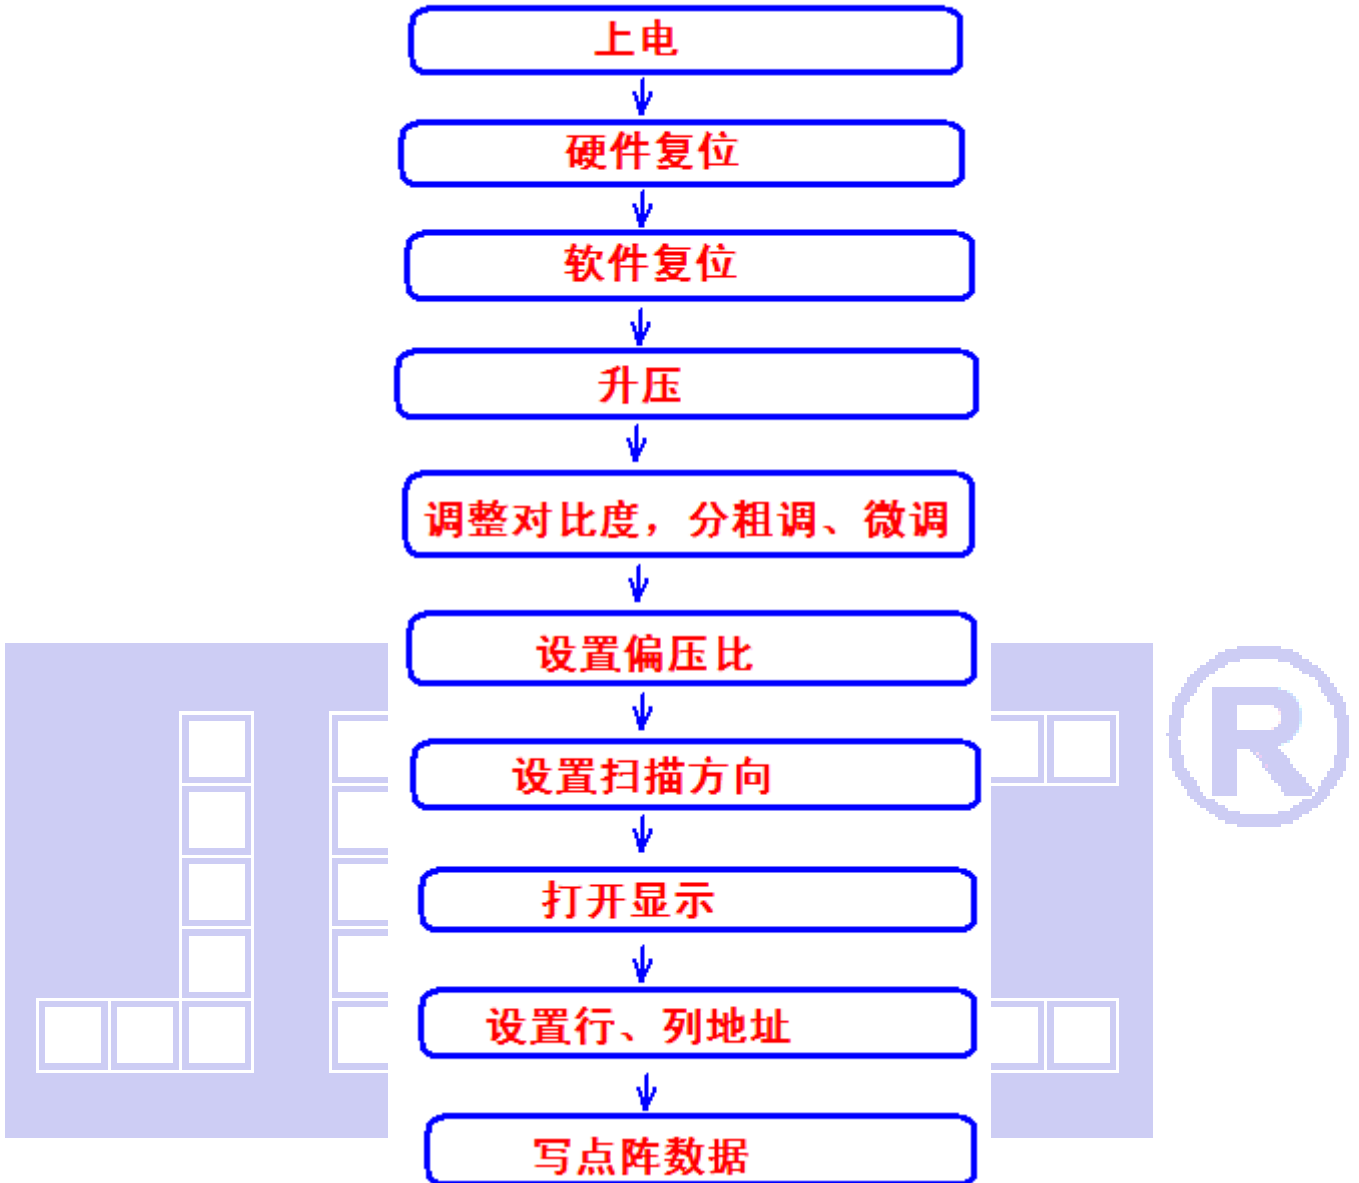 上电
硬件复位
软件复位
升压
调整对比度，分粗调、微调
设置偏压比
设置扫描方向
打开显示
设置行、列地址
写点阵数据
R